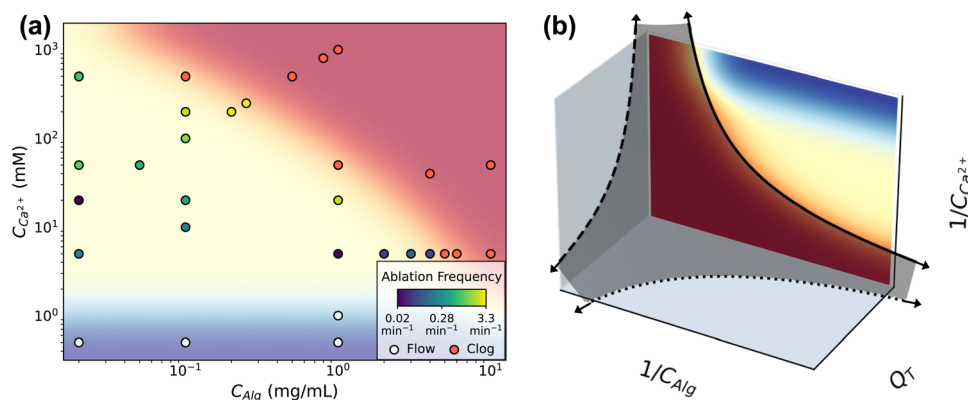 (a)
10³
10²
10¹
10⁰
C_Ca²⁺ (mM)
Ablation Frequency
0.02 0.28 3.3
min⁻¹ min⁻¹ min⁻¹
Flow Clog
10⁻¹ 10⁰ 10¹
C_Alg (mg/mL)
(b)
1/C_Ca²⁺
1/C_Alg
Q_T